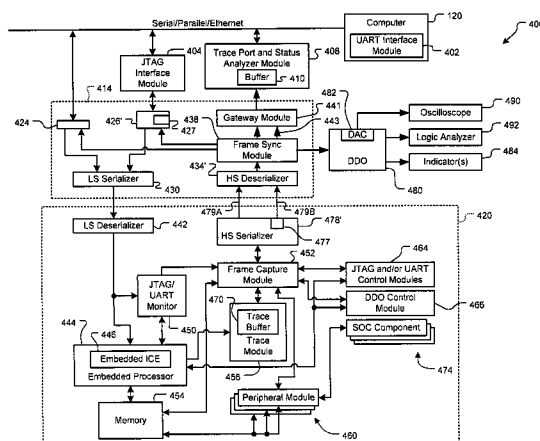 Serial/Parallel/Ethernet
Computer
UART Interface
Module
120
402
400
404
JTAG
Interface
Module
Trace Port and Status
Analyzer Module
Buffer
410
406
414
424
426'
438
427
Gateway Module
441
443
Frame Sync
Module
LS Serializer
430
434'
HS Deserializer
482
DAC
DDO
480
Oscilloscope
490
Logic Analyzer
492
Indicator(s)
484
LS Deserializer
442
479A
479B
478'
HS Serializer
477
420
452
Frame Capture
Module
464
JTAG and/or UART
Control Modules
JTAG/
UART
Monitor
450
470
Trace
Buffer
Trace
Module
456
DDO Control
Module
466
SOC Component
474
444
446
Embedded ICE
Embedded Processor
454
Memory
Peripheral Module
460